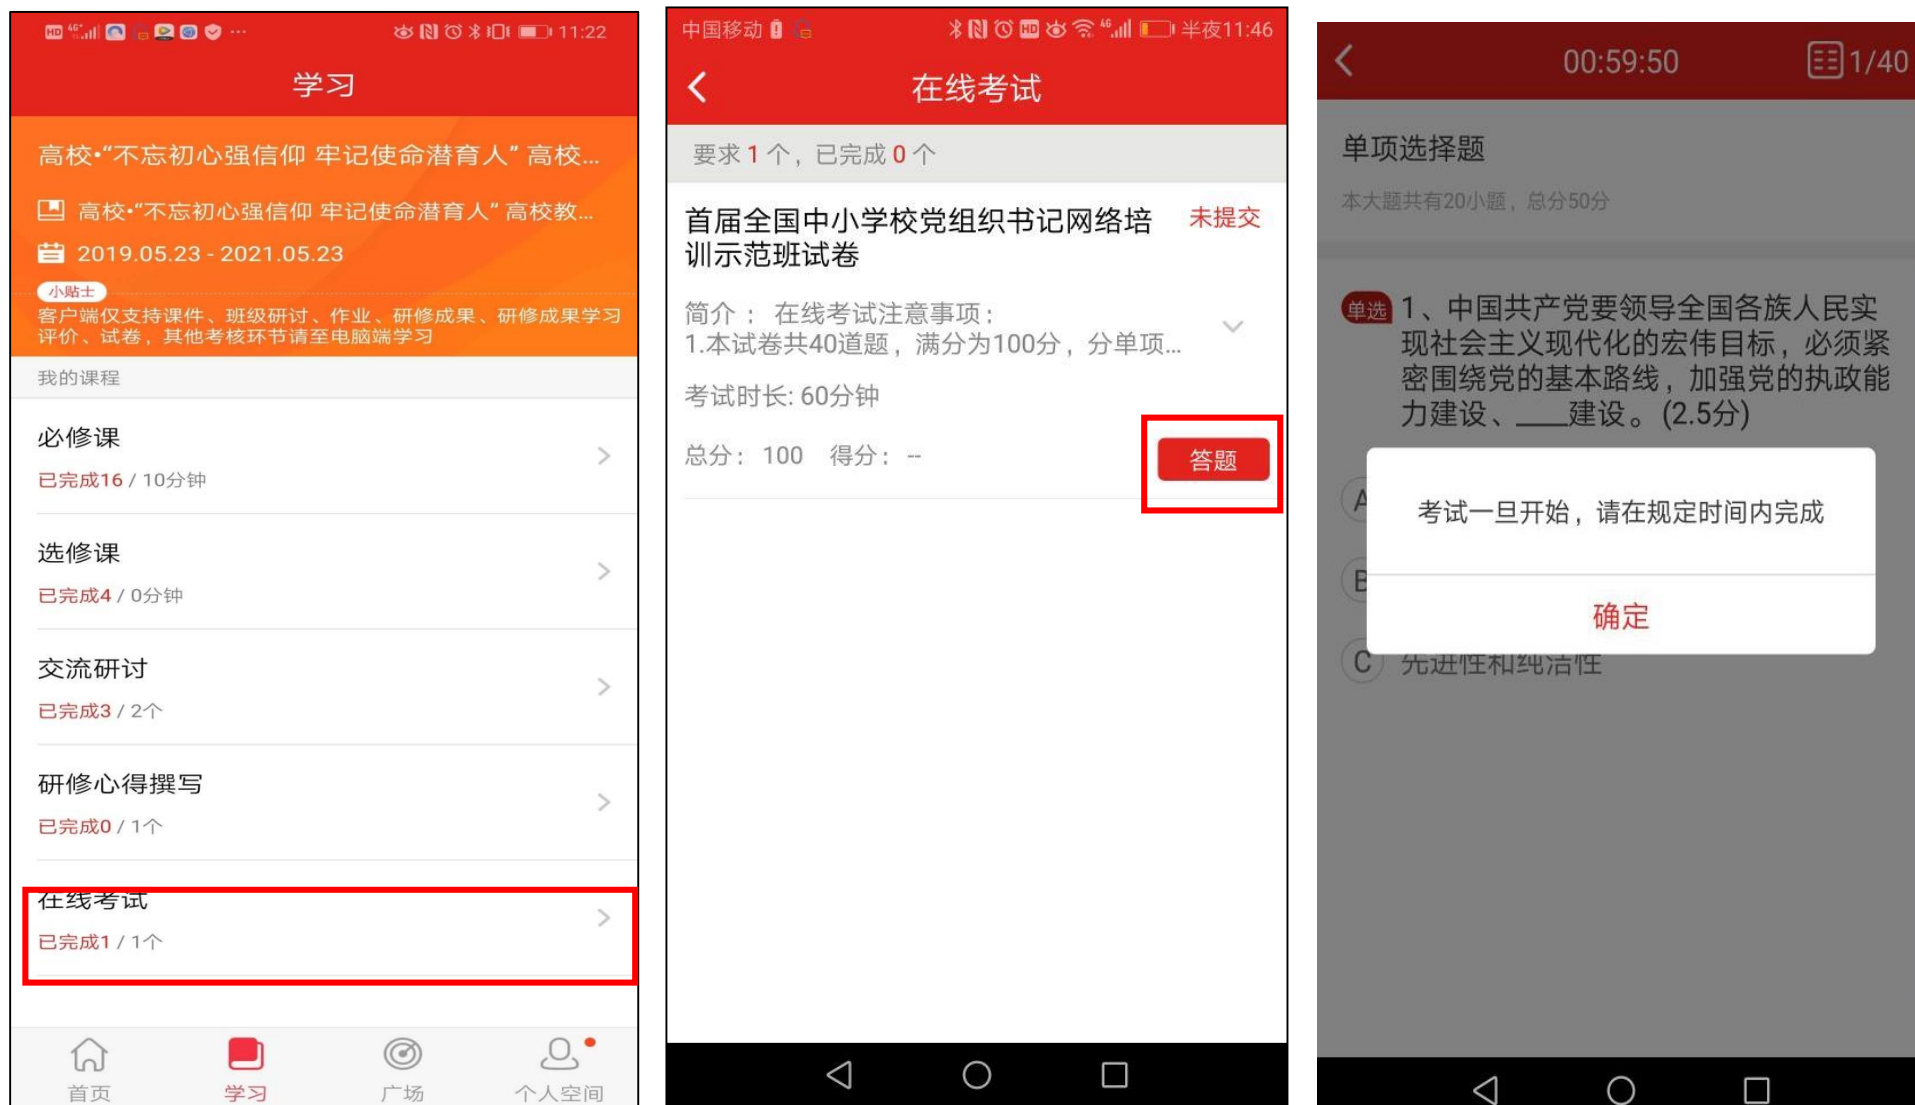 HD 11:22
学习
高校•“不忘初心强信仰 牢记使命潜育人” 高校...
高校•“不忘初心强信仰 牢记使命潜育人” 高校教...
2019.05.23 - 2021.05.23
小贴士
客户端仅支持课件、班级研讨、作业、研修成果、研修成果学习
评价、试卷，其他考核环节请至电脑端学习
我的课程
必修课
已完成16 / 10分钟
选修课
已完成4 / 0分钟
交流研讨
已完成3 / 2个
研修心得撰写
已完成0 / 1个
在线考试
已完成1 / 1个
首页 学习 广场 个人空间
中国移动 HD 半夜11:46
在线考试
要求 1 个，已完成 0 个
首届全国中小学校党组织书记网络培 未提交
训示范班试卷
简介： 在线考试注意事项：
1.本试卷共40道题，满分为100分，分单项...
考试时长: 60分钟
总分：100 得分：-- 答题
00:59:50 1/40
单项选择题
本大题共有20小题，总分50分
单选 1、中国共产党要领导全国各族人民实
现社会主义现代化的宏伟目标，必须紧
密围绕党的基本路线，加强党的执政能
力建设、____建设。(2.5分)
A
考试一旦开始，请在规定时间内完成
B
确定
C 先进性和纯洁性